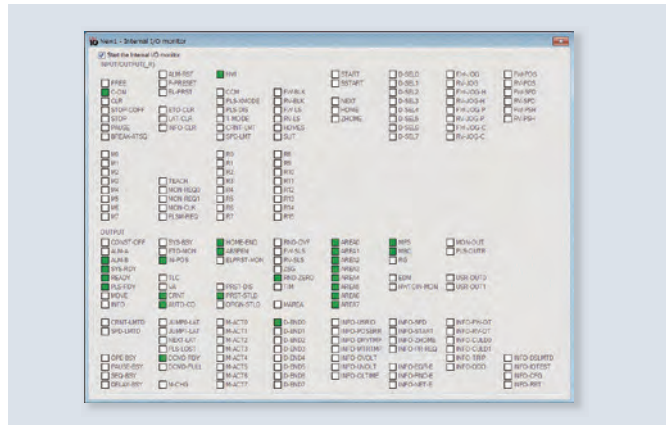 New1 - Internal I/O monitor
Start the Internal I/O monitor
INPUT(OUTPUT[_R])
ALM-RST HMI START D-SEL0 FW-JOG FW-POS
FREE P-PRESET SSTART D-SEL1 RV-JOG RV-POS
C-ON EL-PRST CCM FW-BLK D-SEL2 FW-JOG-H FW-SPD
CLR PLS-XMODE RV-BLK NEXT D-SEL3 RV-JOG-H RV-SPD
STOP-COFF ETO-CLR PLS-DIS FW-LS HOME D-SEL4 FW-JOG-P FW-PSH
STOP LAT-CLR T-MODE RV-LS ZHOME D-SEL5 RV-JOG-P RV-PSH
PAUSE INFO-CLR CRNT-LMT HOMES D-SEL6 FW-JOG-C
BREAK-ATSQ SPD-LMT SLIT D-SEL7 RV-JOG-C
M0 R0 R8
M1 R1 R9
M2 R2 R10
M3 TEACH R3 R11
M4 MON-REQ0 R4 R12
M5 MON-REQ1 R5 R13
M6 MON-CLK R6 R14
M7 PLSM-REQ R7 R15
OUTPUT
CONST-OFF SYS-BSY HOME-END RND-OVF AREA0 MPS MON-OUT
ALM-A ETO-MON ABSPEN FW-SLS AREA1 MBC PLS-OUTR
ALM-B IN-POS ELPRST-MON RV-SLS AREA2 RG
SYS-RDY ZSG AREA3
READY TLC RND-ZERO AREA4 EDM USR-OUT0
PLS-RDY VA PRST-DIS TIM AREA5 HWTOIN-MON USR-OUT1
MOVE CRNT PRST-STLD AREA6
INFO AUTO-CD ORGN-STLD MAREA AREA7
CRNT-LMTD JUMP0-LAT M-ACT0 D-END0 INFO-USRIO INFO-SPD INFO-FW-OT
SPD-LMTD JUMP1-LAT M-ACT1 D-END1 INFO-POSERR INFO-START INFO-RV-OT
NEXT-LAT M-ACT2 D-END2 INFO-DRVTMP INFO-ZHOME INFO-CULD0
PLS-LOST M-ACT3 D-END3 INFO-MTRTMP INFO-PR-REQ INFO-CULD1
OPE-BSY DCMD-RDY M-ACT4 D-END4 INFO-OVOLT INFO-TRIP INFO-DSLMTD
PAUSE-BSY DCMD-FULL M-ACT5 D-END5 INFO-UVOLT INFO-EGR-E INFO-ODO INFO-IOTEST
SEQ-BSY M-ACT6 D-END6 INFO-OLTIME INFO-RND-E INFO-CFG
DELAY-BSY M-CHG M-ACT7 D-END7 INFO-NET-E INFO-RBT